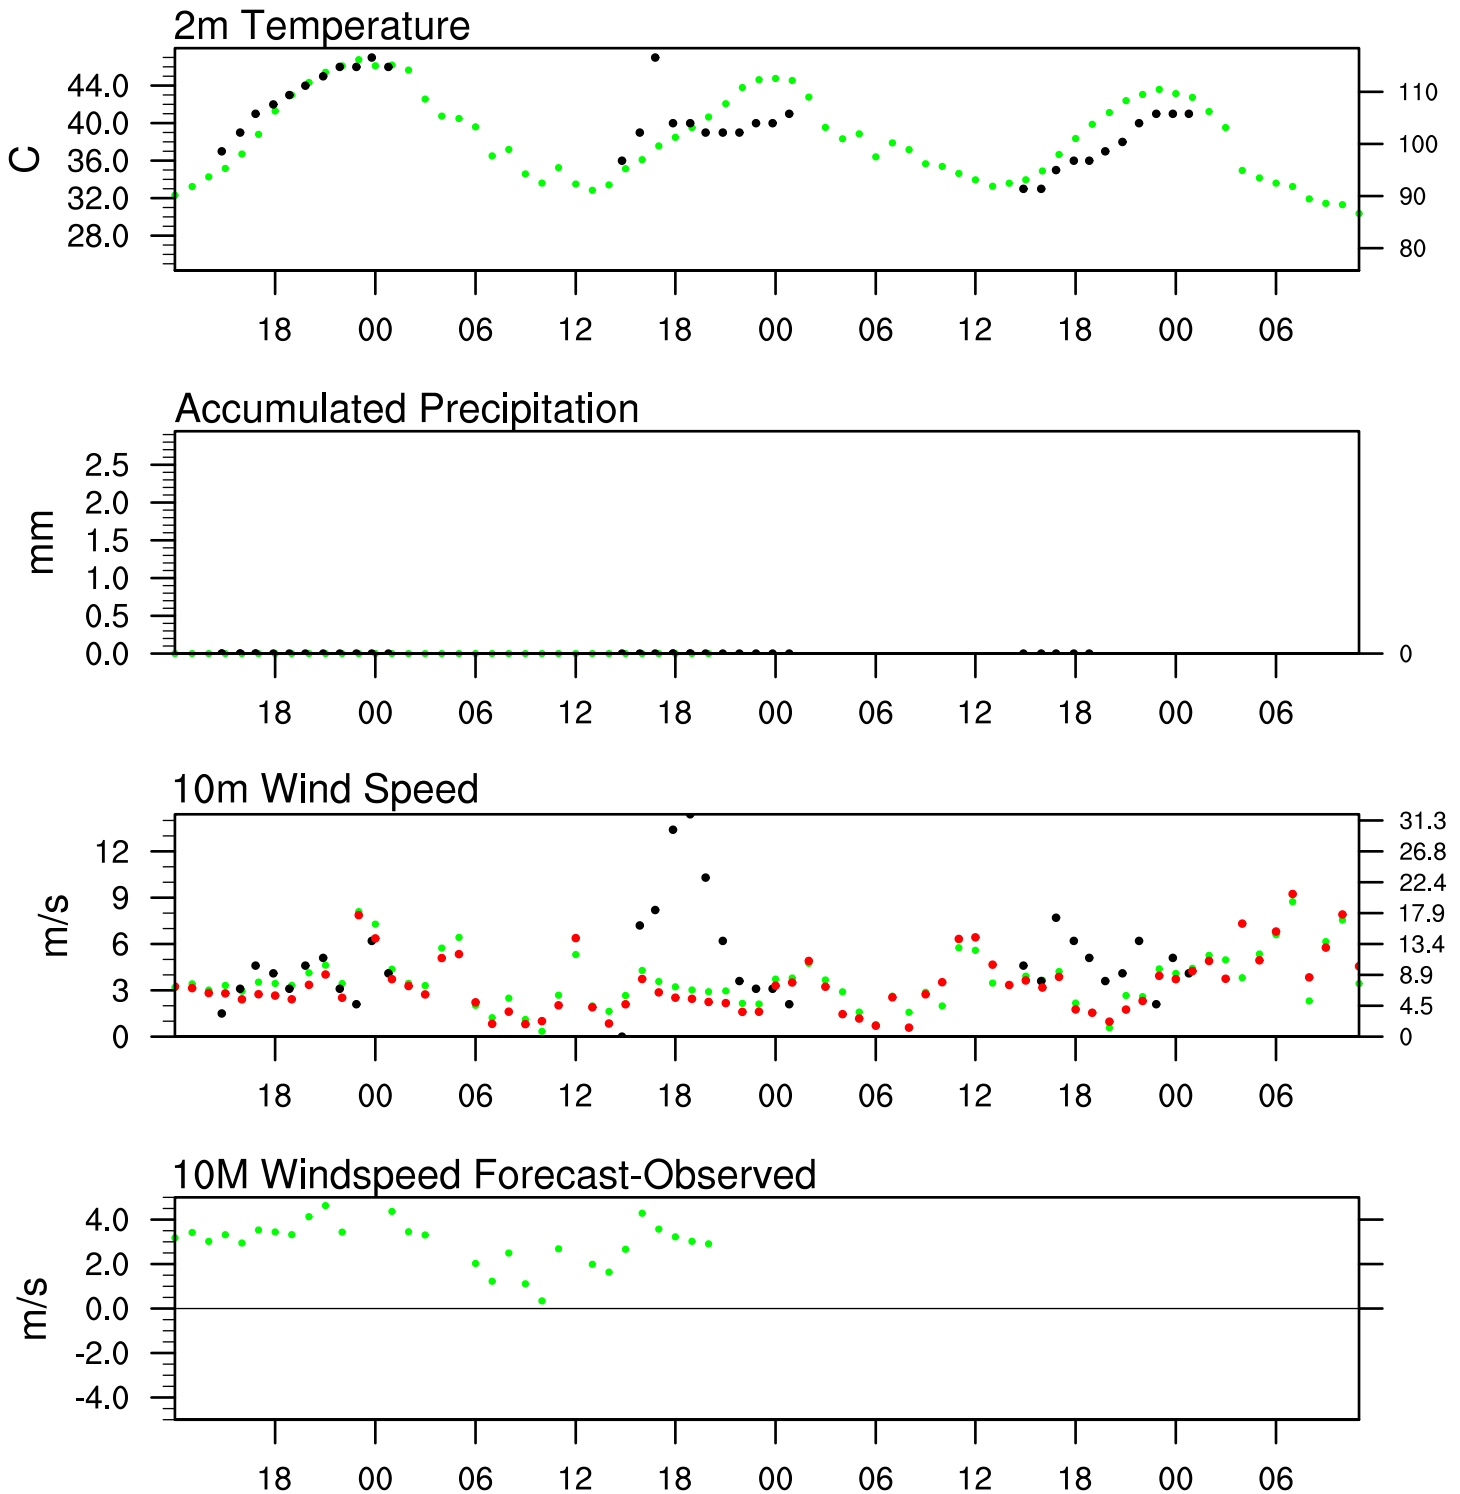 2m Temperature
C
44.0
40.0
36.0
32.0
28.0
110
100
90
80
18 00 06 12 18 00 06 12 18 00 06
Accumulated Precipitation
mm
2.5
2.0
1.5
1.0
0.5
0.0
0
18 00 06 12 18 00 06 12 18 00 06
10m Wind Speed
m/s
12
9
6
3
0
31.3
26.8
22.4
17.9
13.4
8.9
4.5
0
18 00 06 12 18 00 06 12 18 00 06
10M Windspeed Forecast-Observed
m/s
4.0
2.0
0.0
-2.0
-4.0
18 00 06 12 18 00 06 12 18 00 06